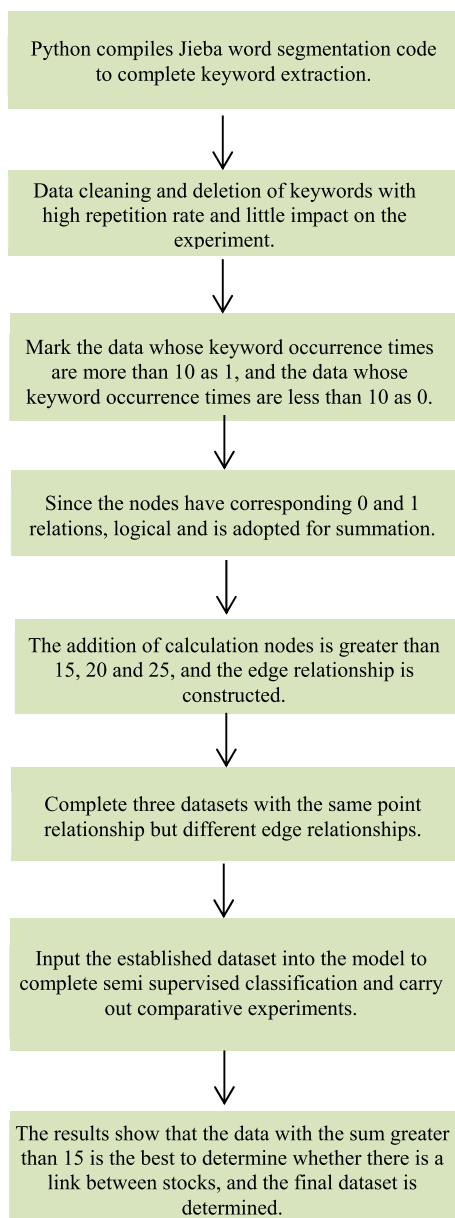 Python compiles Jieba word segmentation code
to complete keyword extraction.
Data cleaning and deletion of keywords with
high repetition rate and little impact on the
experiment.
Mark the data whose keyword occurrence times
are more than 10 as 1, and the data whose
keyword occurrence times are less than 10 as 0.
Since the nodes have corresponding 0 and 1
relations, logical and is adopted for summation.
The addition of calculation nodes is greater than
15, 20 and 25, and the edge relationship is
constructed.
Complete three datasets with the same point
relationship but different edge relationships.
Input the established dataset into the model to
complete semi supervised classification and carry
out comparative experiments.
The results show that the data with the sum greater
than 15 is the best to determine whether there is a
link between stocks, and the final dataset is
determined.